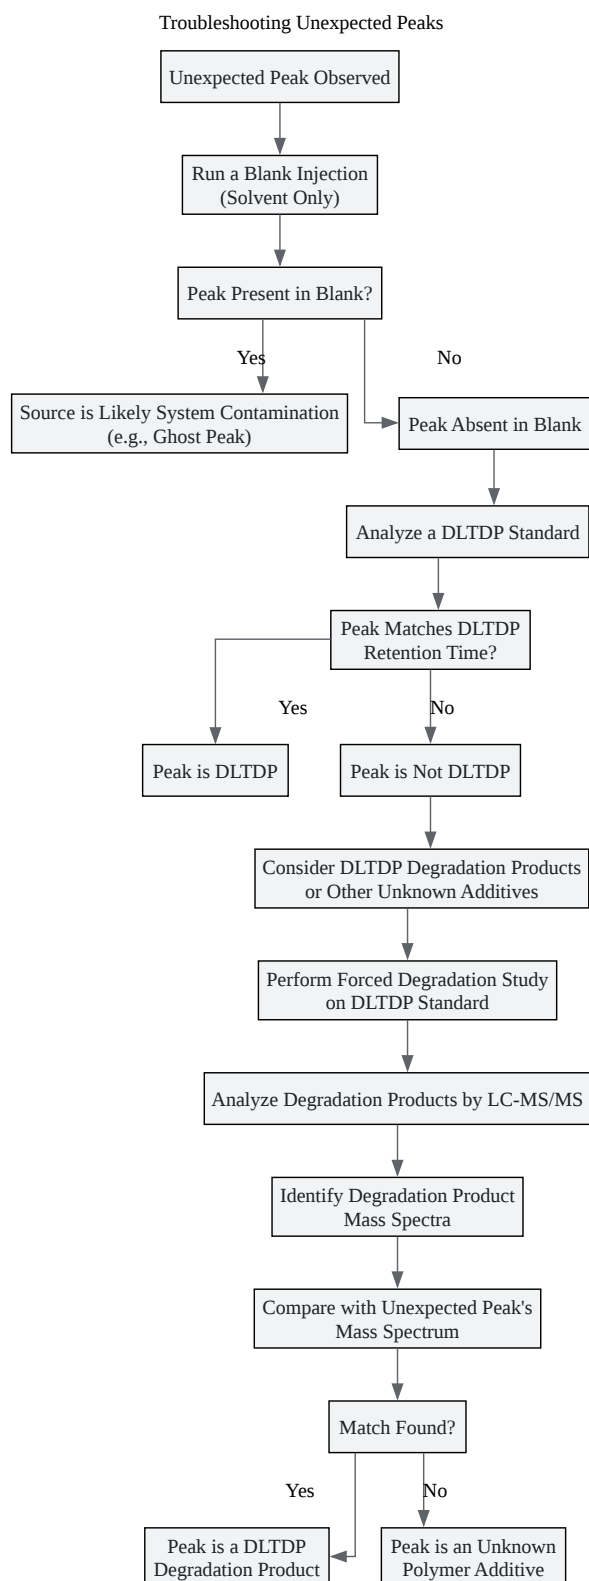 Troubleshooting Unexpected Peaks
Unexpected Peak Observed
Run a Blank Injection
(Solvent Only)
Peak Present in Blank?
Yes
No
Source is Likely System Contamination
(e.g., Ghost Peak)
Peak Absent in Blank
Analyze a DLTDP Standard
Peak Matches DLTDP
Retention Time?
Yes
No
Peak is DLTDP
Peak is Not DLTDP
Consider DLTDP Degradation Products
or Other Unknown Additives
Perform Forced Degradation Study
on DLTDP Standard
Analyze Degradation Products by LC-MS/MS
Identify Degradation Product
Mass Spectra
Compare with Unexpected Peak's
Mass Spectrum
Match Found?
Yes
No
Peak is a DLTDP
Degradation Product
Peak is an Unknown
Polymer Additive